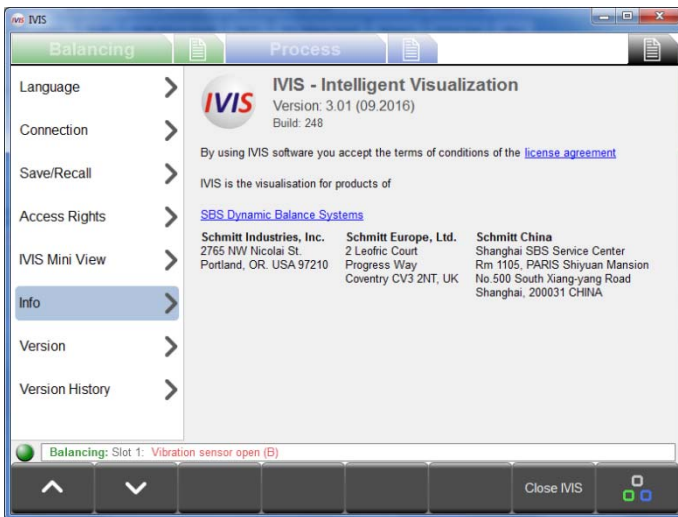 IVIS
Balancing
Process
Language
Connection
Save/Recall
Access Rights
IVIS Mini View
Info
Version
Version History
IVIS
IVIS - Intelligent Visualization
Version: 3.01 (09.2016)
Build: 248
By using IVIS software you accept the terms of conditions of the license agreement
IVIS is the visualisation for products of
SBS Dynamic Balance Systems
Schmitt Industries, Inc.
2765 NW Nicolai St.
Portland, OR. USA 97210
Schmitt Europe, Ltd.
2 Leofric Court
Progress Way
Coventry CV3 2NT, UK
Schmitt China
Shanghai SBS Service Center
Rm 1105, PARIS Shiyuan Mansion
No.500 South Xiang-yang Road
Shanghai, 200031 CHINA
Balancing: Slot 1: Vibration sensor open (B)
Close IVIS